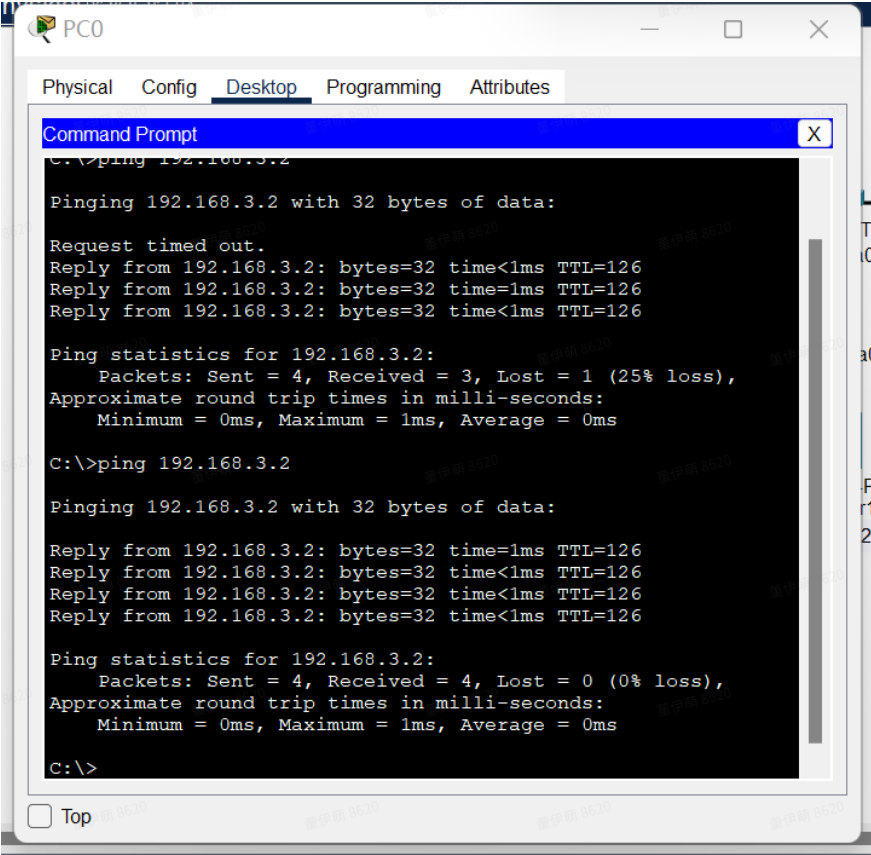 PC0
Physical Config Desktop Programming Attributes
Command Prompt X
C:\>ping 192.168.3.2
Pinging 192.168.3.2 with 32 bytes of data:
Request timed out.
Reply from 192.168.3.2: bytes=32 time<1ms TTL=126
Reply from 192.168.3.2: bytes=32 time=1ms TTL=126
Reply from 192.168.3.2: bytes=32 time<1ms TTL=126
Ping statistics for 192.168.3.2:
Packets: Sent = 4, Received = 3, Lost = 1 (25% loss),
Approximate round trip times in milli-seconds:
Minimum = 0ms, Maximum = 1ms, Average = 0ms
C:\>ping 192.168.3.2
Pinging 192.168.3.2 with 32 bytes of data:
Reply from 192.168.3.2: bytes=32 time=1ms TTL=126
Reply from 192.168.3.2: bytes=32 time<1ms TTL=126
Reply from 192.168.3.2: bytes=32 time<1ms TTL=126
Reply from 192.168.3.2: bytes=32 time<1ms TTL=126
Ping statistics for 192.168.3.2:
Packets: Sent = 4, Received = 4, Lost = 0 (0% loss),
Approximate round trip times in milli-seconds:
Minimum = 0ms, Maximum = 1ms, Average = 0ms
C:\>
Top